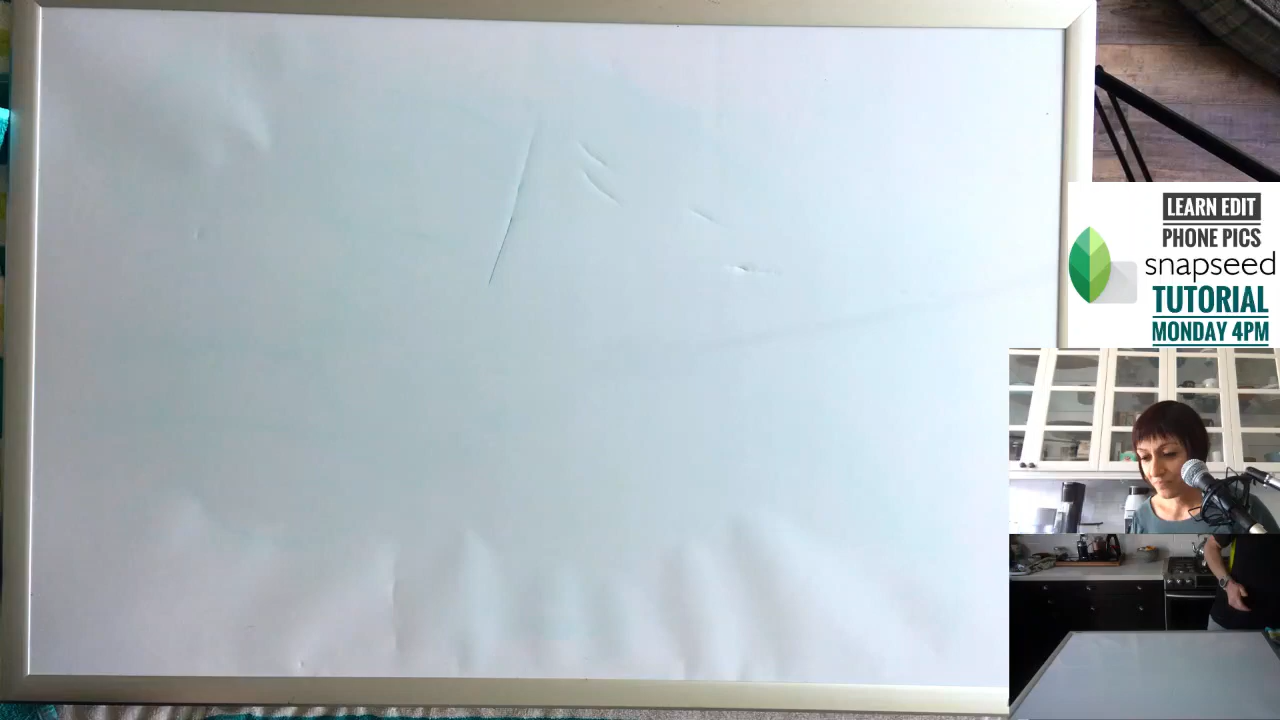 LEARN EDIT
PHONE PICS
snapseed
TUTORIAL
MONDAY 4PM